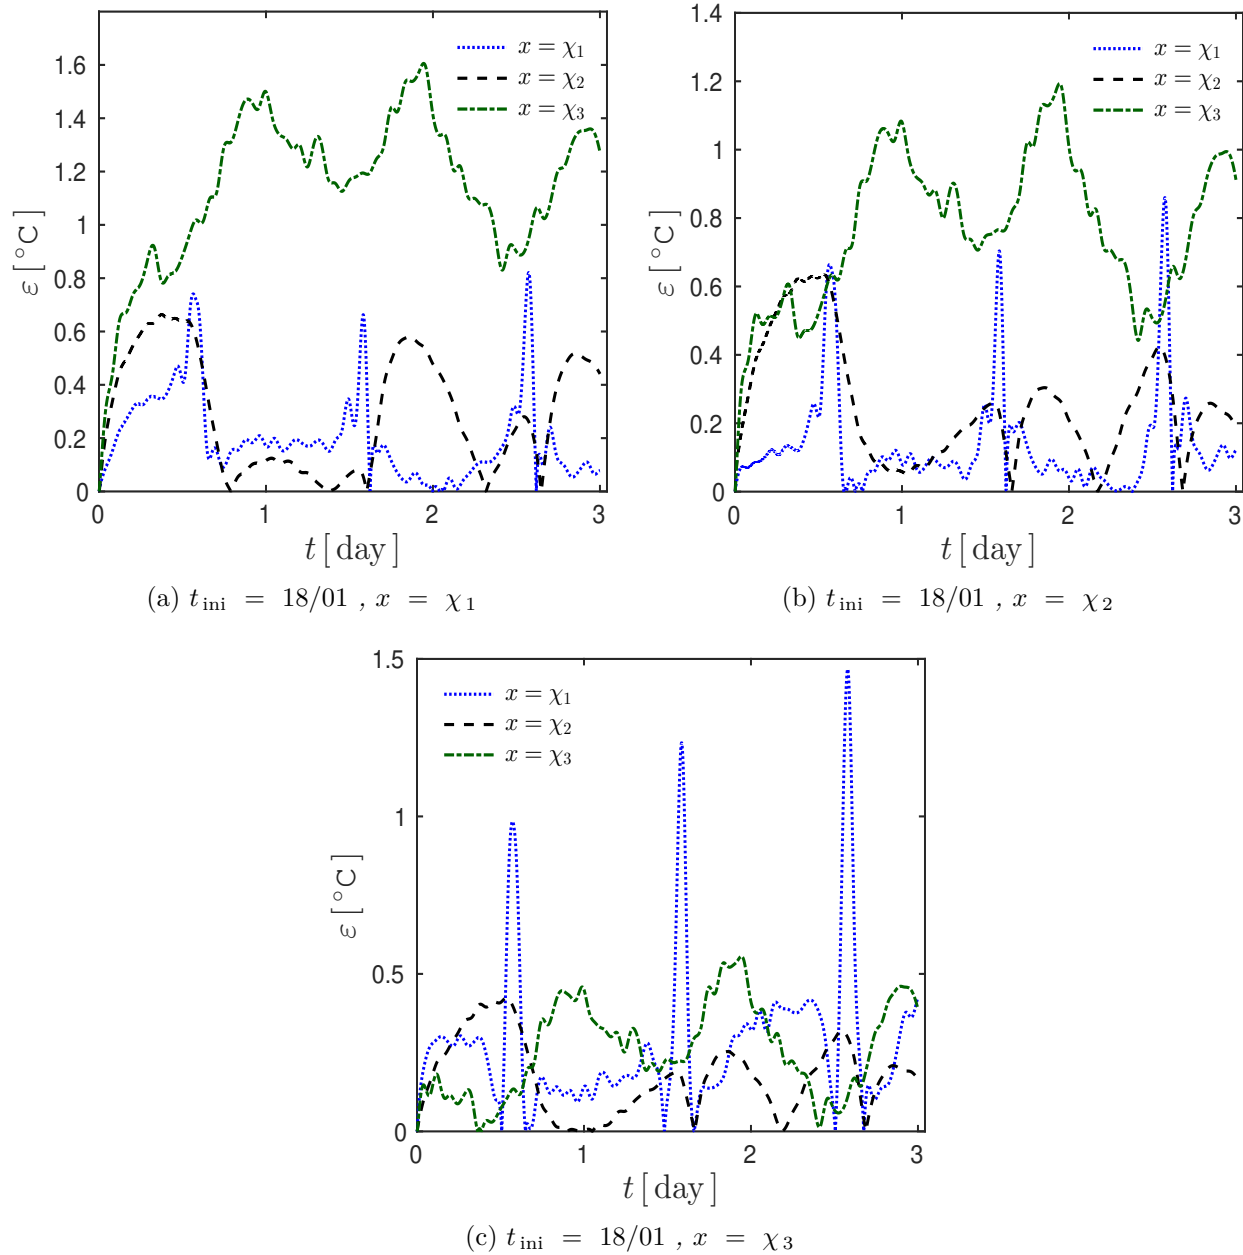 x = χ1
x = χ2
x = χ3
ε [ °C ]
0
0.2
0.4
0.6
0.8
1
1.2
1.4
1.6
0 1 2 3
t [ day ]
(a) t ini = 18/01 , x = χ 1
x = χ1
x = χ2
x = χ3
ε [ °C ]
0
0.2
0.4
0.6
0.8
1
1.2
1.4
0 1 2 3
t [ day ]
(b) t ini = 18/01 , x = χ 2
x = χ1
x = χ2
x = χ3
ε [ °C ]
0
0.5
1
1.5
0 1 2 3
t [ day ]
(c) t ini = 18/01 , x = χ 3